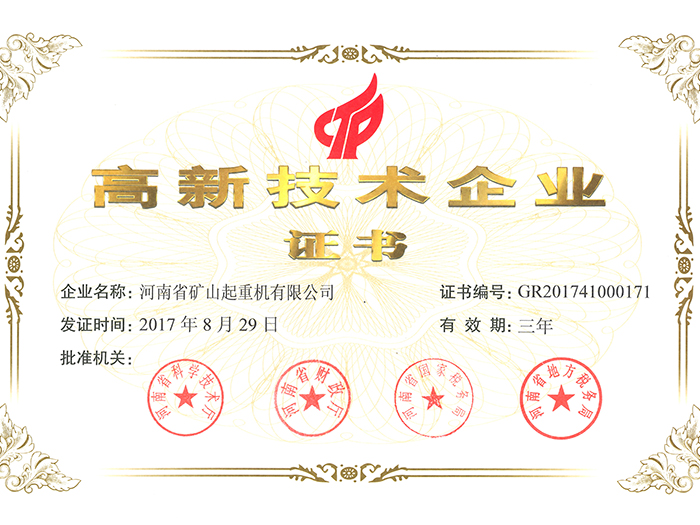 高新技术企业
证书
企业名称：河南省矿山起重机有限公司 证书编号：GR201741000171
发证时间：2017 年 8 月 29 日 有 效 期：三年
批准机关：
河南省科学技术厅
河南省财政厅
河南省国家税务局
河南省地方税务局